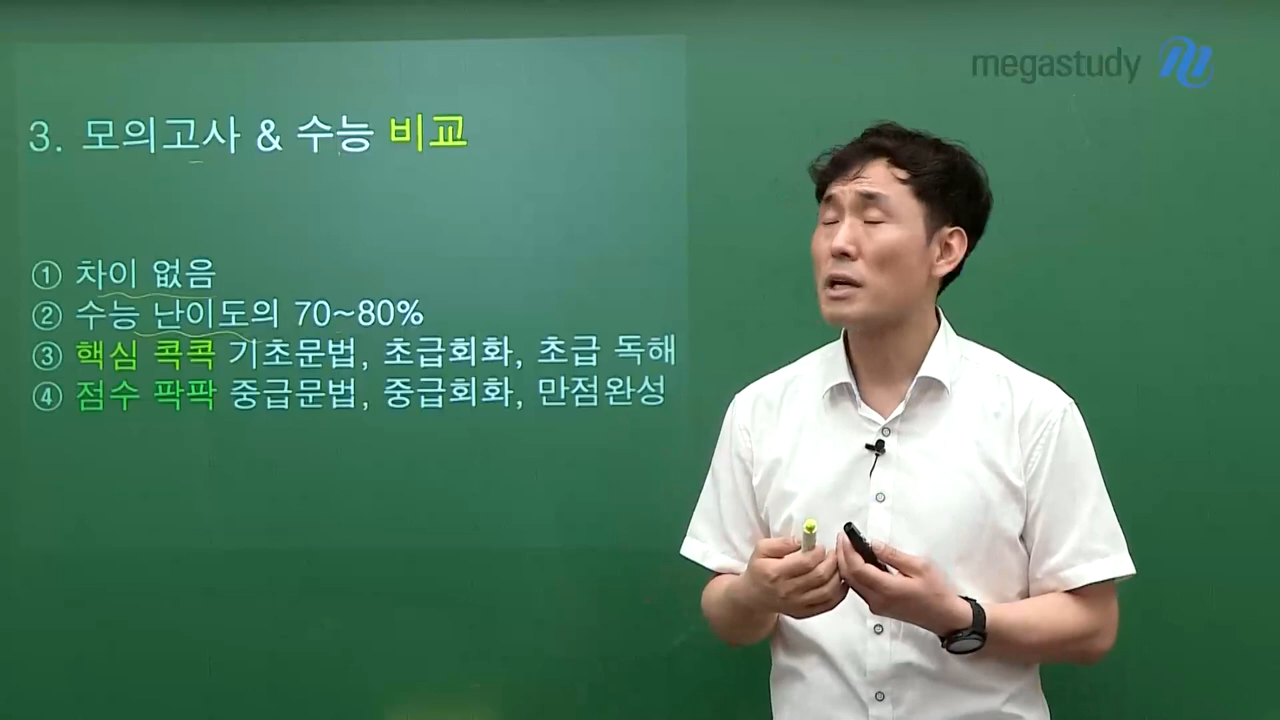 megastudy
3. 모의고사 & 수능 비교
① 차이 없음
② 수능 난이도의 70~80%
③ 핵심 콕콕 기초문법, 초급회화, 초급 독해
④ 점수 팍팍 중급문법, 중급회화, 만점완성